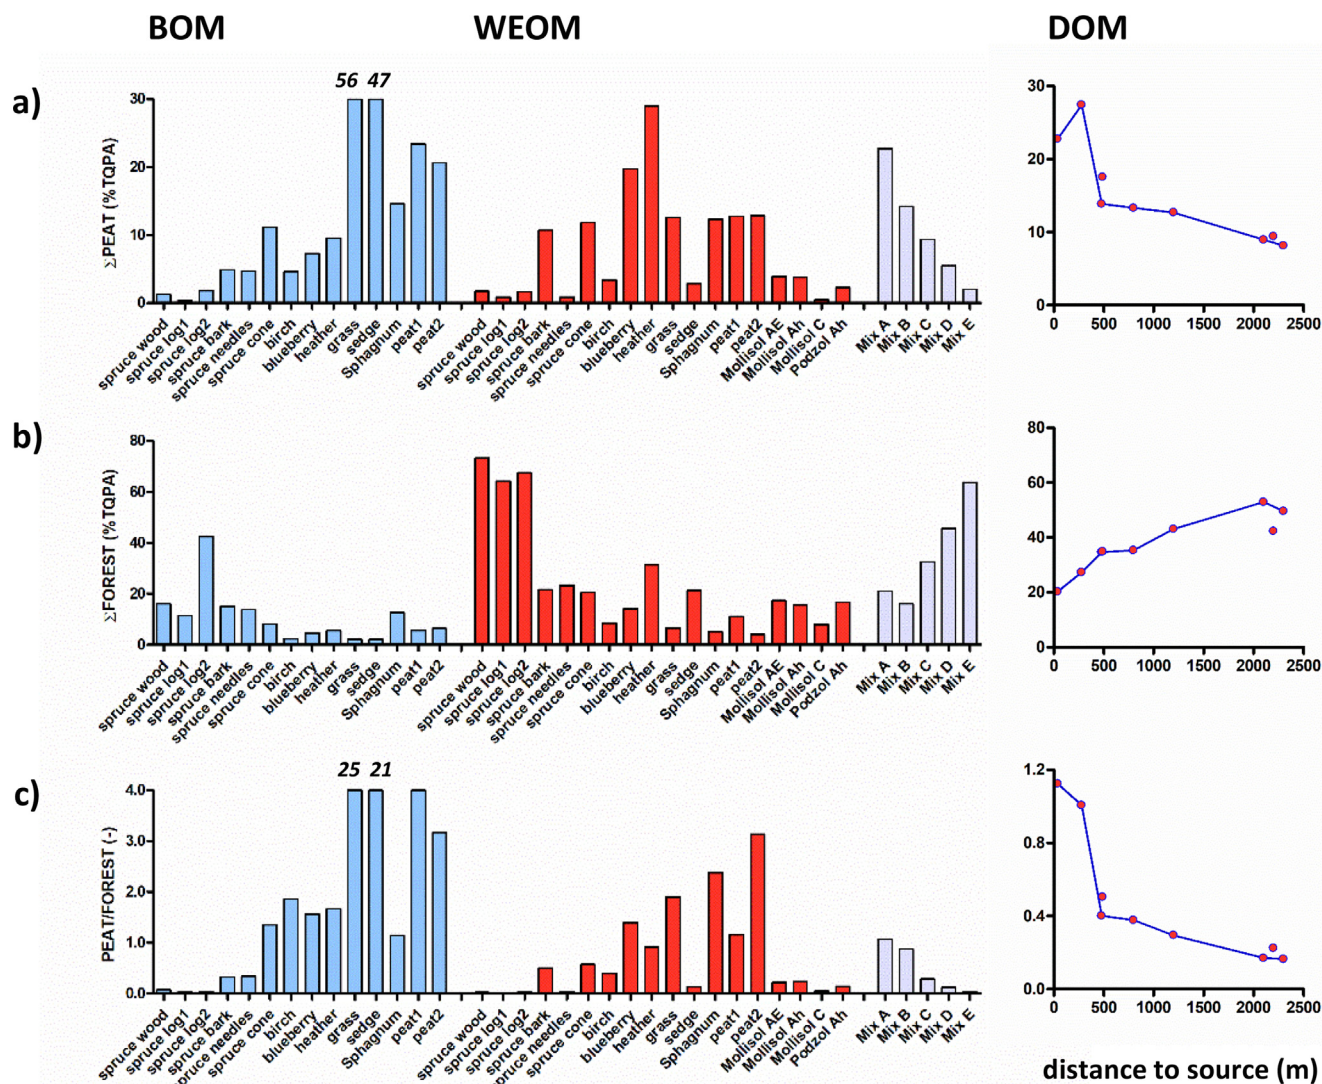 BOM WEOM DOM
a)
56 47
ΣPEAT (%TQPA)
30
20
10
0
spruce wood
spruce log1
spruce log2
spruce bark
spruce needles
spruce cone
birch
blueberry
heather
grass
sedge
Sphagnum
peat1
peat2
spruce wood
spruce log1
spruce log2
spruce bark
spruce needles
spruce cone
birch
blueberry
heather
grass
sedge
Sphagnum
peat1
peat2
Mollisol AE
Mollisol Ah
Mollisol C
Podzol Ah
Mix A
Mix B
Mix C
Mix D
Mix E
30
20
10
0
0 500 1000 1500 2000 2500
b)
ΣFOREST (%TQPA)
80
60
40
20
0
spruce wood
spruce log1
spruce log2
spruce bark
spruce needles
spruce cone
birch
blueberry
heather
grass
sedge
Sphagnum
peat1
peat2
spruce wood
spruce log1
spruce log2
spruce bark
spruce needles
spruce cone
birch
blueberry
heather
grass
sedge
Sphagnum
peat1
peat2
Mollisol AE
Mollisol Ah
Mollisol C
Podzol Ah
Mix A
Mix B
Mix C
Mix D
Mix E
80
60
40
20
0
0 500 1000 1500 2000 2500
c)
25 21
PEAT/FOREST (-)
4.0
3.0
2.0
1.0
0.0
spruce wood
spruce log1
spruce log2
spruce bark
spruce needles
spruce cone
birch
blueberry
heather
grass
sedge
Sphagnum
peat1
peat2
spruce wood
spruce log1
spruce log2
spruce bark
spruce needles
spruce cone
birch
blueberry
heather
grass
sedge
Sphagnum
peat1
peat2
Mollisol AE
Mollisol Ah
Mollisol C
Podzol Ah
Mix A
Mix B
Mix C
Mix D
Mix E
1.2
0.8
0.4
0.0
0 500 1000 1500 2000 2500
distance to source (m)